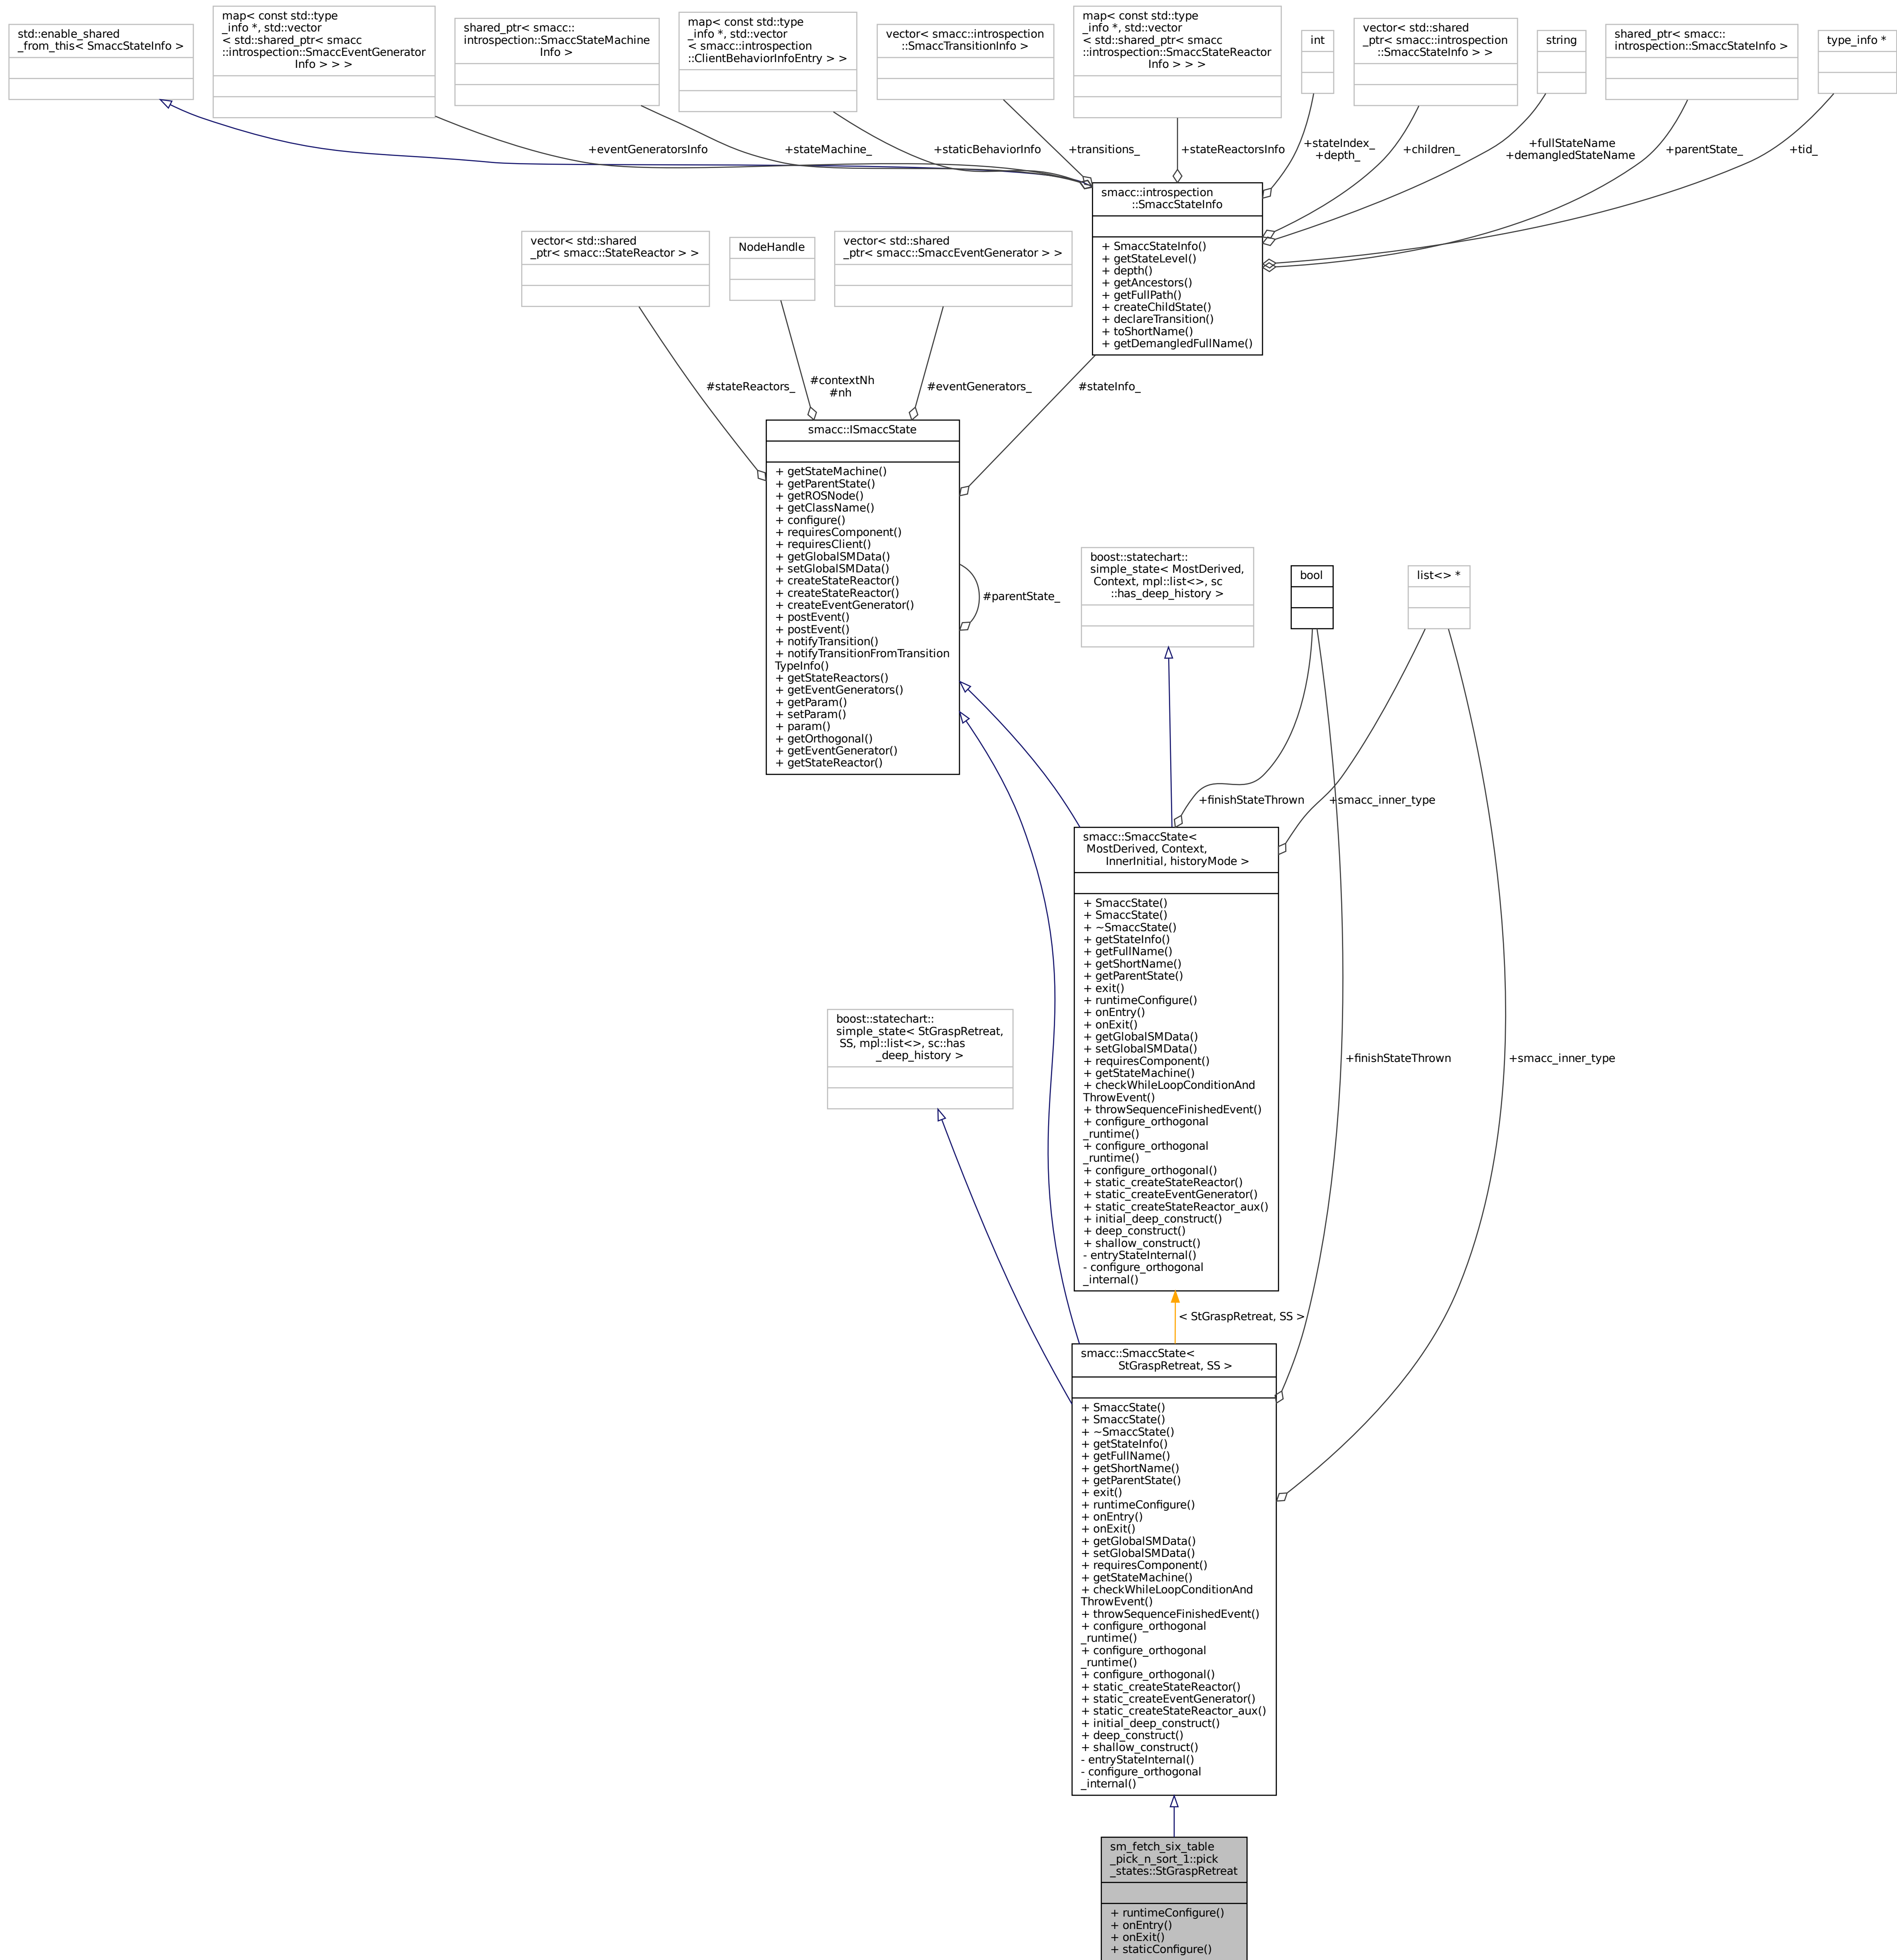 std::enable_shared
_from_this< SmaccStateInfo >
map< const std::type
_info *, std::vector
< std::shared_ptr< smacc
::introspection::SmaccEventGenerator
Info > > >
shared_ptr< smacc::
introspection::SmaccStateMachine
Info >
map< const std::type
_info *, std::vector
< smacc::introspection
::ClientBehaviorInfoEntry > >
vector< smacc::introspection
::SmaccTransitionInfo >
map< const std::type
_info *, std::vector
< std::shared_ptr< smacc
::introspection::SmaccStateReactor
Info > > >
int
vector< std::shared
_ptr< smacc::introspection
::SmaccStateInfo > >
string
shared_ptr< smacc::
introspection::SmaccStateInfo >
type_info *
+eventGeneratorsInfo
+stateMachine_
+staticBehaviorInfo
+transitions_
+stateReactorsInfo
+stateIndex_
+depth_
+children_
+fullStateName
+demangledStateName
+parentState_
+tid_
smacc::introspection
::SmaccStateInfo
+ SmaccStateInfo()
+ getStateLevel()
+ depth()
+ getAncestors()
+ getFullPath()
+ createChildState()
+ declareTransition()
+ toShortName()
+ getDemangledFullName()
vector< std::shared
_ptr< smacc::StateReactor > >
NodeHandle
vector< std::shared
_ptr< smacc::SmaccEventGenerator > >
#stateReactors_
#contextNh
#nh
#eventGenerators_
#stateInfo_
smacc::ISmaccState
+ getStateMachine()
+ getParentState()
+ getROSNode()
+ getClassName()
+ configure()
+ requiresComponent()
+ requiresClient()
+ getGlobalSMData()
+ setGlobalSMData()
+ createStateReactor()
+ createStateReactor()
+ createEventGenerator()
+ postEvent()
+ postEvent()
+ notifyTransition()
+ notifyTransitionFromTransition
TypeInfo()
+ getStateReactors()
+ getEventGenerators()
+ getParam()
+ setParam()
+ param()
+ getOrthogonal()
+ getEventGenerator()
+ getStateReactor()
#parentState_
boost::statechart::
simple_state< MostDerived,
Context, mpl::list<>, sc
::has_deep_history >
bool
list<> *
+finishStateThrown
+smacc_inner_type
smacc::SmaccState<
MostDerived, Context,
InnerInitial, historyMode >
+ SmaccState()
+ SmaccState()
+ ~SmaccState()
+ getStateInfo()
+ getFullName()
+ getShortName()
+ getParentState()
+ exit()
+ runtimeConfigure()
+ onEntry()
+ onExit()
+ getGlobalSMData()
+ setGlobalSMData()
+ requiresComponent()
+ getStateMachine()
+ checkWhileLoopConditionAnd
ThrowEvent()
+ throwSequenceFinishedEvent()
+ configure_orthogonal
_runtime()
+ configure_orthogonal
_runtime()
+ configure_orthogonal()
+ static_createStateReactor()
+ static_createEventGenerator()
+ static_createStateReactor_aux()
+ initial_deep_construct()
+ deep_construct()
+ shallow_construct()
- entryStateInternal()
- configure_orthogonal
_internal()
boost::statechart::
simple_state< StGraspRetreat,
SS, mpl::list<>, sc::has
_deep_history >
+finishStateThrown
+smacc_inner_type
< StGraspRetreat, SS >
smacc::SmaccState<
StGraspRetreat, SS >
+ SmaccState()
+ SmaccState()
+ ~SmaccState()
+ getStateInfo()
+ getFullName()
+ getShortName()
+ getParentState()
+ exit()
+ runtimeConfigure()
+ onEntry()
+ onExit()
+ getGlobalSMData()
+ setGlobalSMData()
+ requiresComponent()
+ getStateMachine()
+ checkWhileLoopConditionAnd
ThrowEvent()
+ throwSequenceFinishedEvent()
+ configure_orthogonal
_runtime()
+ configure_orthogonal
_runtime()
+ configure_orthogonal()
+ static_createStateReactor()
+ static_createEventGenerator()
+ static_createStateReactor_aux()
+ initial_deep_construct()
+ deep_construct()
+ shallow_construct()
- entryStateInternal()
- configure_orthogonal
_internal()
sm_fetch_six_table
_pick_n_sort_1::pick
_states::StGraspRetreat
+ runtimeConfigure()
+ onEntry()
+ onExit()
+ staticConfigure()